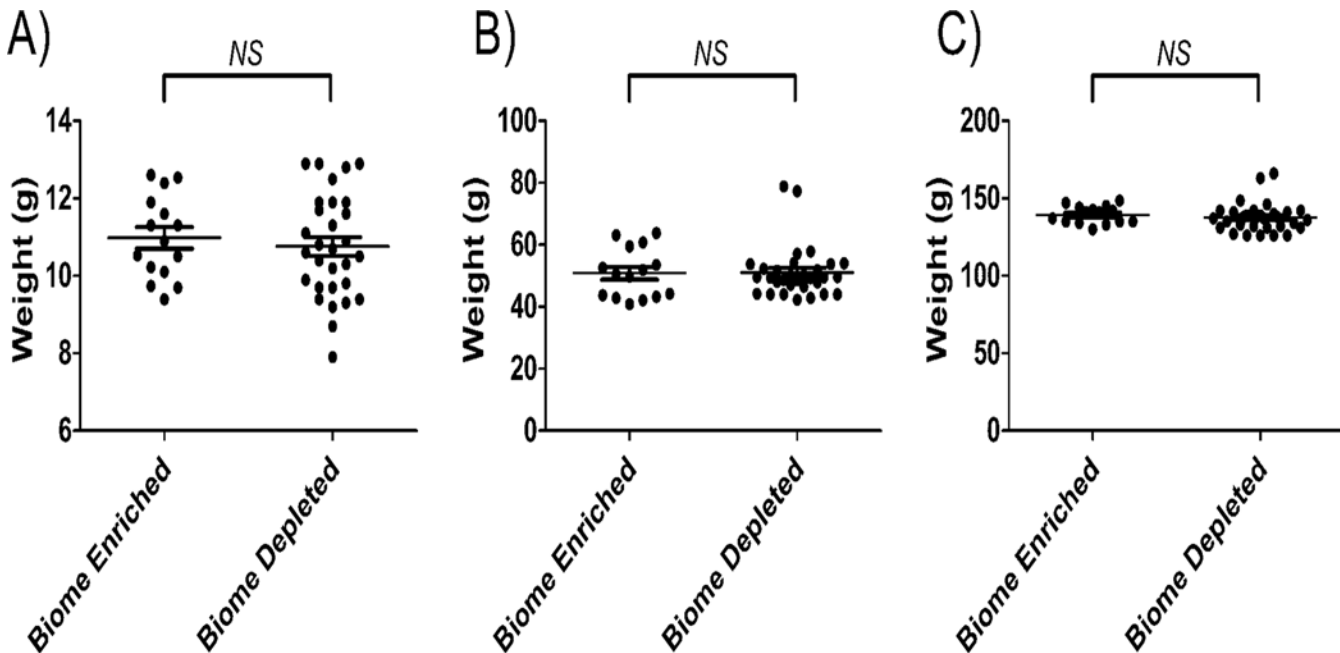 A)
NS
Weight (g)
14
12
10
8
6
Biome Enriched
Biome Depleted
B)
NS
Weight (g)
100
80
60
40
20
0
Biome Enriched
Biome Depleted
C)
NS
Weight (g)
200
150
100
50
0
Biome Enriched
Biome Depleted